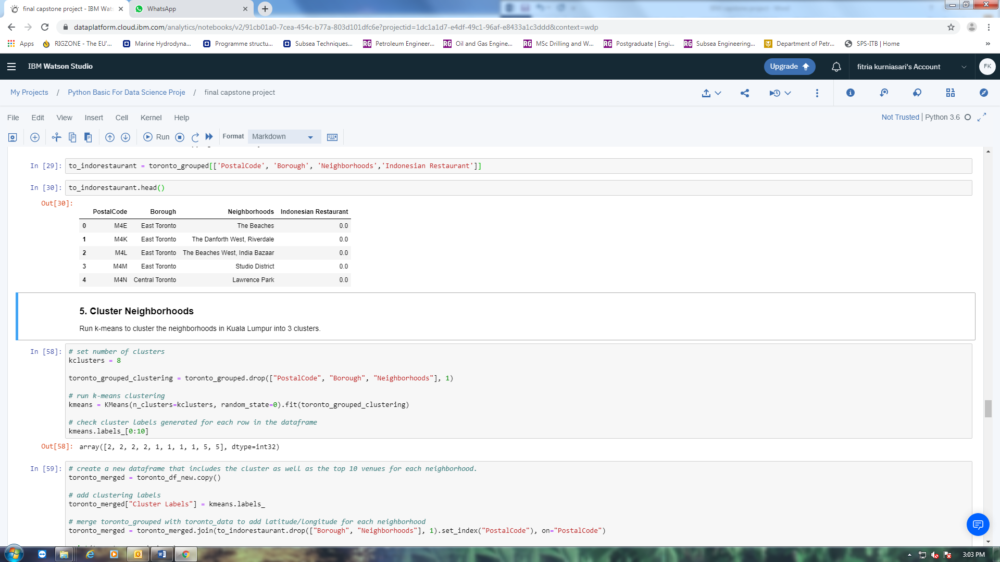 final capstone project - IBM Wats
WhatsApp
dataplatform.cloud.ibm.com/analytics/notebooks/v2/91cb01a0-7cea-454c-b77a-803d101dfc6e?projectid=1dc1a1d7-e4df-49c1-96af-e8433a1c3ddd&context=wdp
Apps RIGZONE - The EU'... Marine Hydrodyna... Programme structu... Subsea Techniques... RG Petroleum Engineer... RG Oil and Gas Engine... RG MSc Drilling and W... RG Postgraduate | Engi... RG Subsea Engineering... Department of Petr... SPS-ITB | Home »
IBM Watson Studio Upgrade fitria kurniasari's Account FK
My Projects / Python Basic For Data Science Proje / final capstone project
File Edit View Insert Cell Kernel Help Not Trusted | Python 3.6
Run Format Markdown
In [29]: to_indorestaurant = toronto_grouped[['PostalCode', 'Borough', 'Neighborhoods','Indonesian Restaurant']]
In [30]: to_indorestaurant.head()
Out[30]:
PostalCode Borough Neighborhoods Indonesian Restaurant
0 M4E East Toronto The Beaches 0.0
1 M4K East Toronto The Danforth West, Riverdale 0.0
2 M4L East Toronto The Beaches West, India Bazaar 0.0
3 M4M East Toronto Studio District 0.0
4 M4N Central Toronto Lawrence Park 0.0
5. Cluster Neighborhoods
Run k-means to cluster the neighborhoods in Kuala Lumpur into 3 clusters.
In [58]: # set number of clusters
kclusters = 8
toronto_grouped_clustering = toronto_grouped.drop(["PostalCode", "Borough", "Neighborhoods"], 1)
# run k-means clustering
kmeans = KMeans(n_clusters=kclusters, random_state=0).fit(toronto_grouped_clustering)
# check cluster labels generated for each row in the dataframe
kmeans.labels_[0:10]
Out[58]: array([2, 2, 2, 2, 1, 1, 1, 1, 5, 5], dtype=int32)
In [59]: # create a new dataframe that includes the cluster as well as the top 10 venues for each neighborhood.
toronto_merged = toronto_df_new.copy()
# add clustering labels
toronto_merged["Cluster Labels"] = kmeans.labels_
# merge toronto_grouped with toronto_data to add latitude/longitude for each neighborhood
toronto_merged = toronto_merged.join(to_indorestaurant.drop(["Borough", "Neighborhoods"], 1).set_index("PostalCode"), on="PostalCode")
3:03 PM